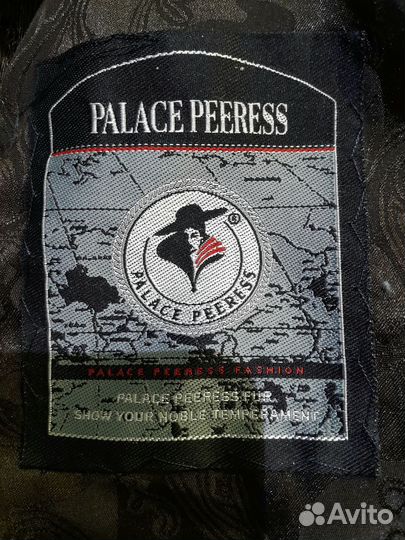 PALACE PEERESS
®
PALACE PEERESS
PALACE PEERESS FASHION
PALACE PEERESS FUR
SHOW YOUR NOBLE TEMPERAMENT
Avito